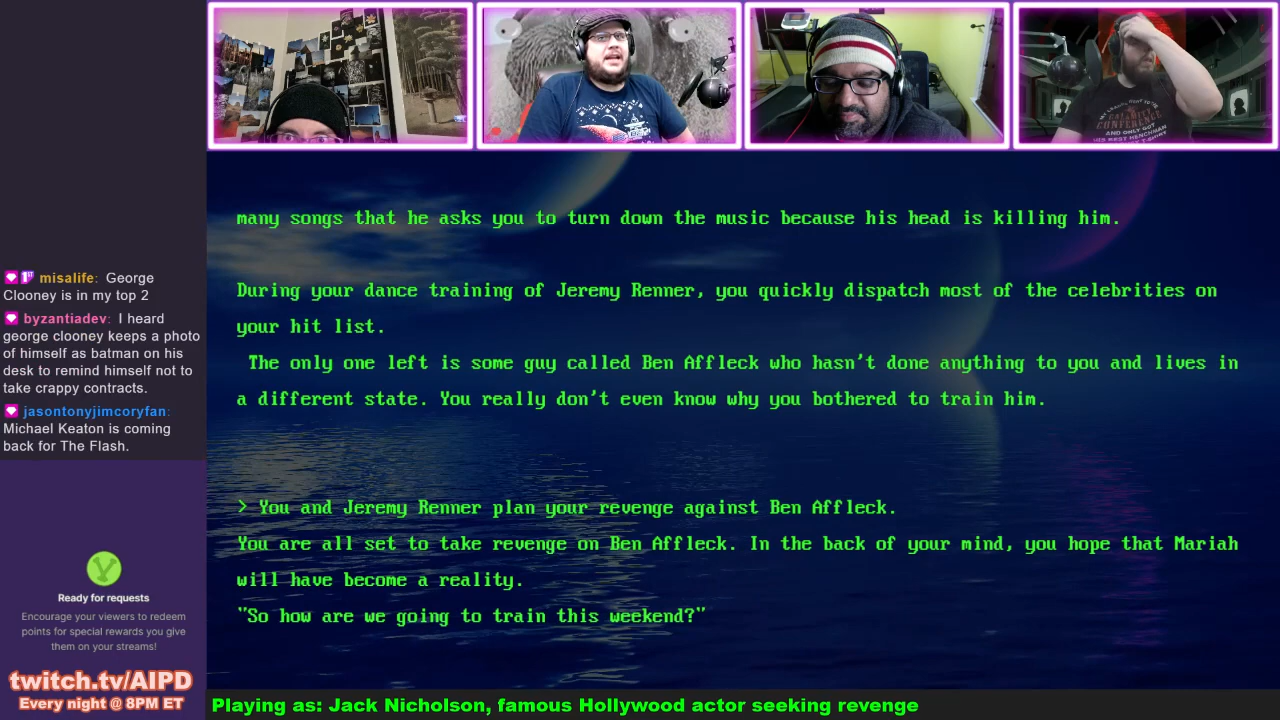 many songs that he asks you to turn down the music because his head is killing him.
During your dance training of Jeremy Renner, you quickly dispatch most of the celebrities on
your hit list.
The only one left is some guy called Ben Affleck who hasn't done anything to you and lives in
a different state. You really don't even know why you bothered to train him.
> You and Jeremy Renner plan your revenge against Ben Affleck.
You are all set to take revenge on Ben Affleck. In the back of your mind, you hope that Mariah
will have become a reality.
"So how are we going to train this weekend?"
misalife: George
Clooney is in my top 2
byzantiadev: I heard
george clooney keeps a photo
of himself as batman on his
desk to remind himself not to
take crappy contracts.
jasontonyjimcoryfan:
Michael Keaton is coming
back for The Flash.
Ready for requests
Encourage your viewers to redeem
points for special rewards you give
them on your streams!
twitch.tv/AIPD
Every night @ 8PM ET
Playing as: Jack Nicholson, famous Hollywood actor seeking revenge
CONFERENCE
AND ONLY GOT